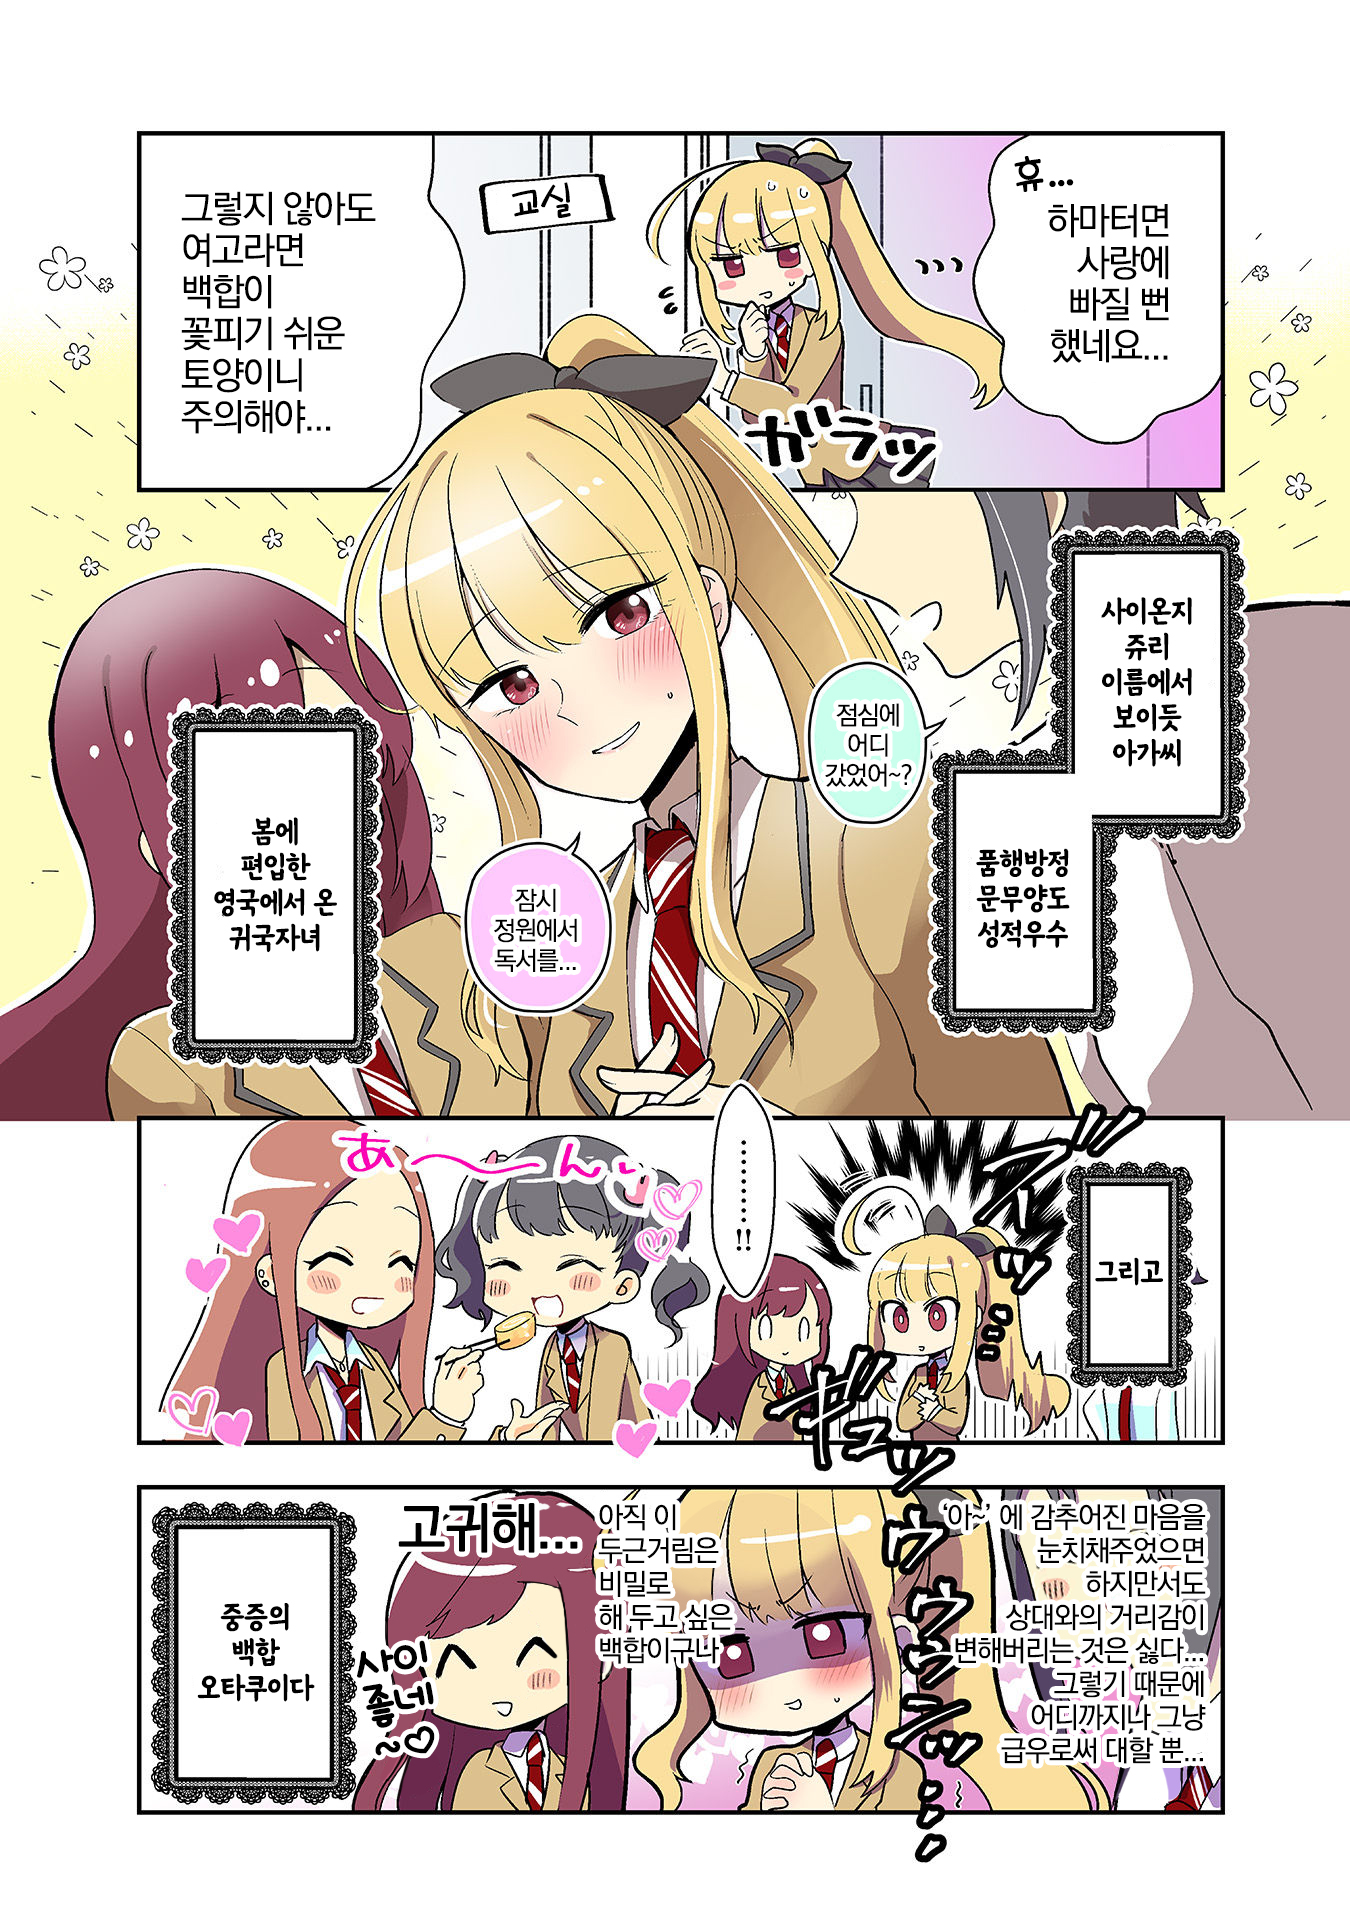 휴...
하마터면
사랑에
빠질 뻔
했네요...
교실
ガラッ
그렇지 않아도
여고라면
백합이
꽃피기 쉬운
토양이니
주의해야...
사이온지
쥬리
이름에서
보이듯
아가씨
품행방정
문무양도
성적우수
점심에
어디
갔었어~?
잠시
정원에서
독서를...
봄에
편입한
영국에서 온
귀국자녀
그리고
ズッ...
………!!
ギュッ
あ～～ん
'아~' 에 감추어진 마음을
눈치채주었으면
하지만서도
상대와의 거리감이
변해버리는 것은 싫다...
그렇기 때문에
어디까지나 그냥
급우로써 대할 뿐...
아직 이
두근거림은
비밀로
해 두고 싶은
백합이구나
고귀해...
사이
좋네
~♡
중증의
백합
오타쿠이다